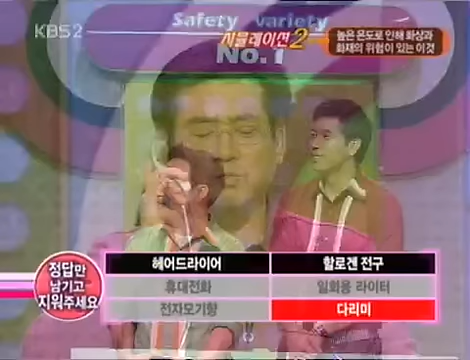 KBS2
Safety variety
No.1
시뮬레이션 2
높은 온도로 인해 화상과
화재의 위험이 있는 이것
정답만
남기고
지워주세요
헤어드라이어
할로겐 전구
휴대전화
일회용 라이터
전자모기향
다리미